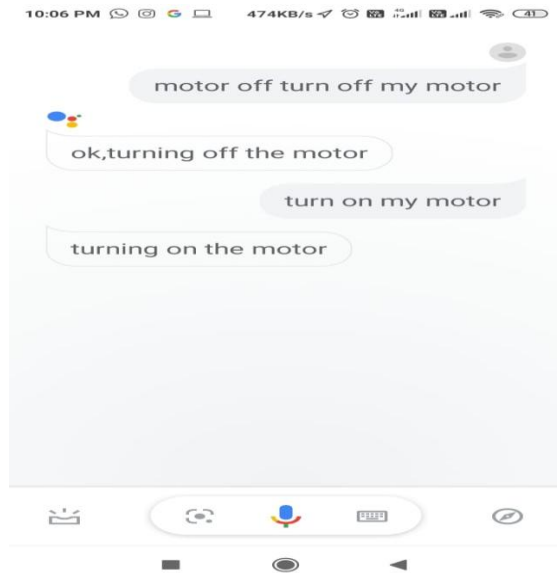 10:06 PM 474KB/s 41
motor off turn off my motor
ok,turning off the motor
turn on my motor
turning on the motor